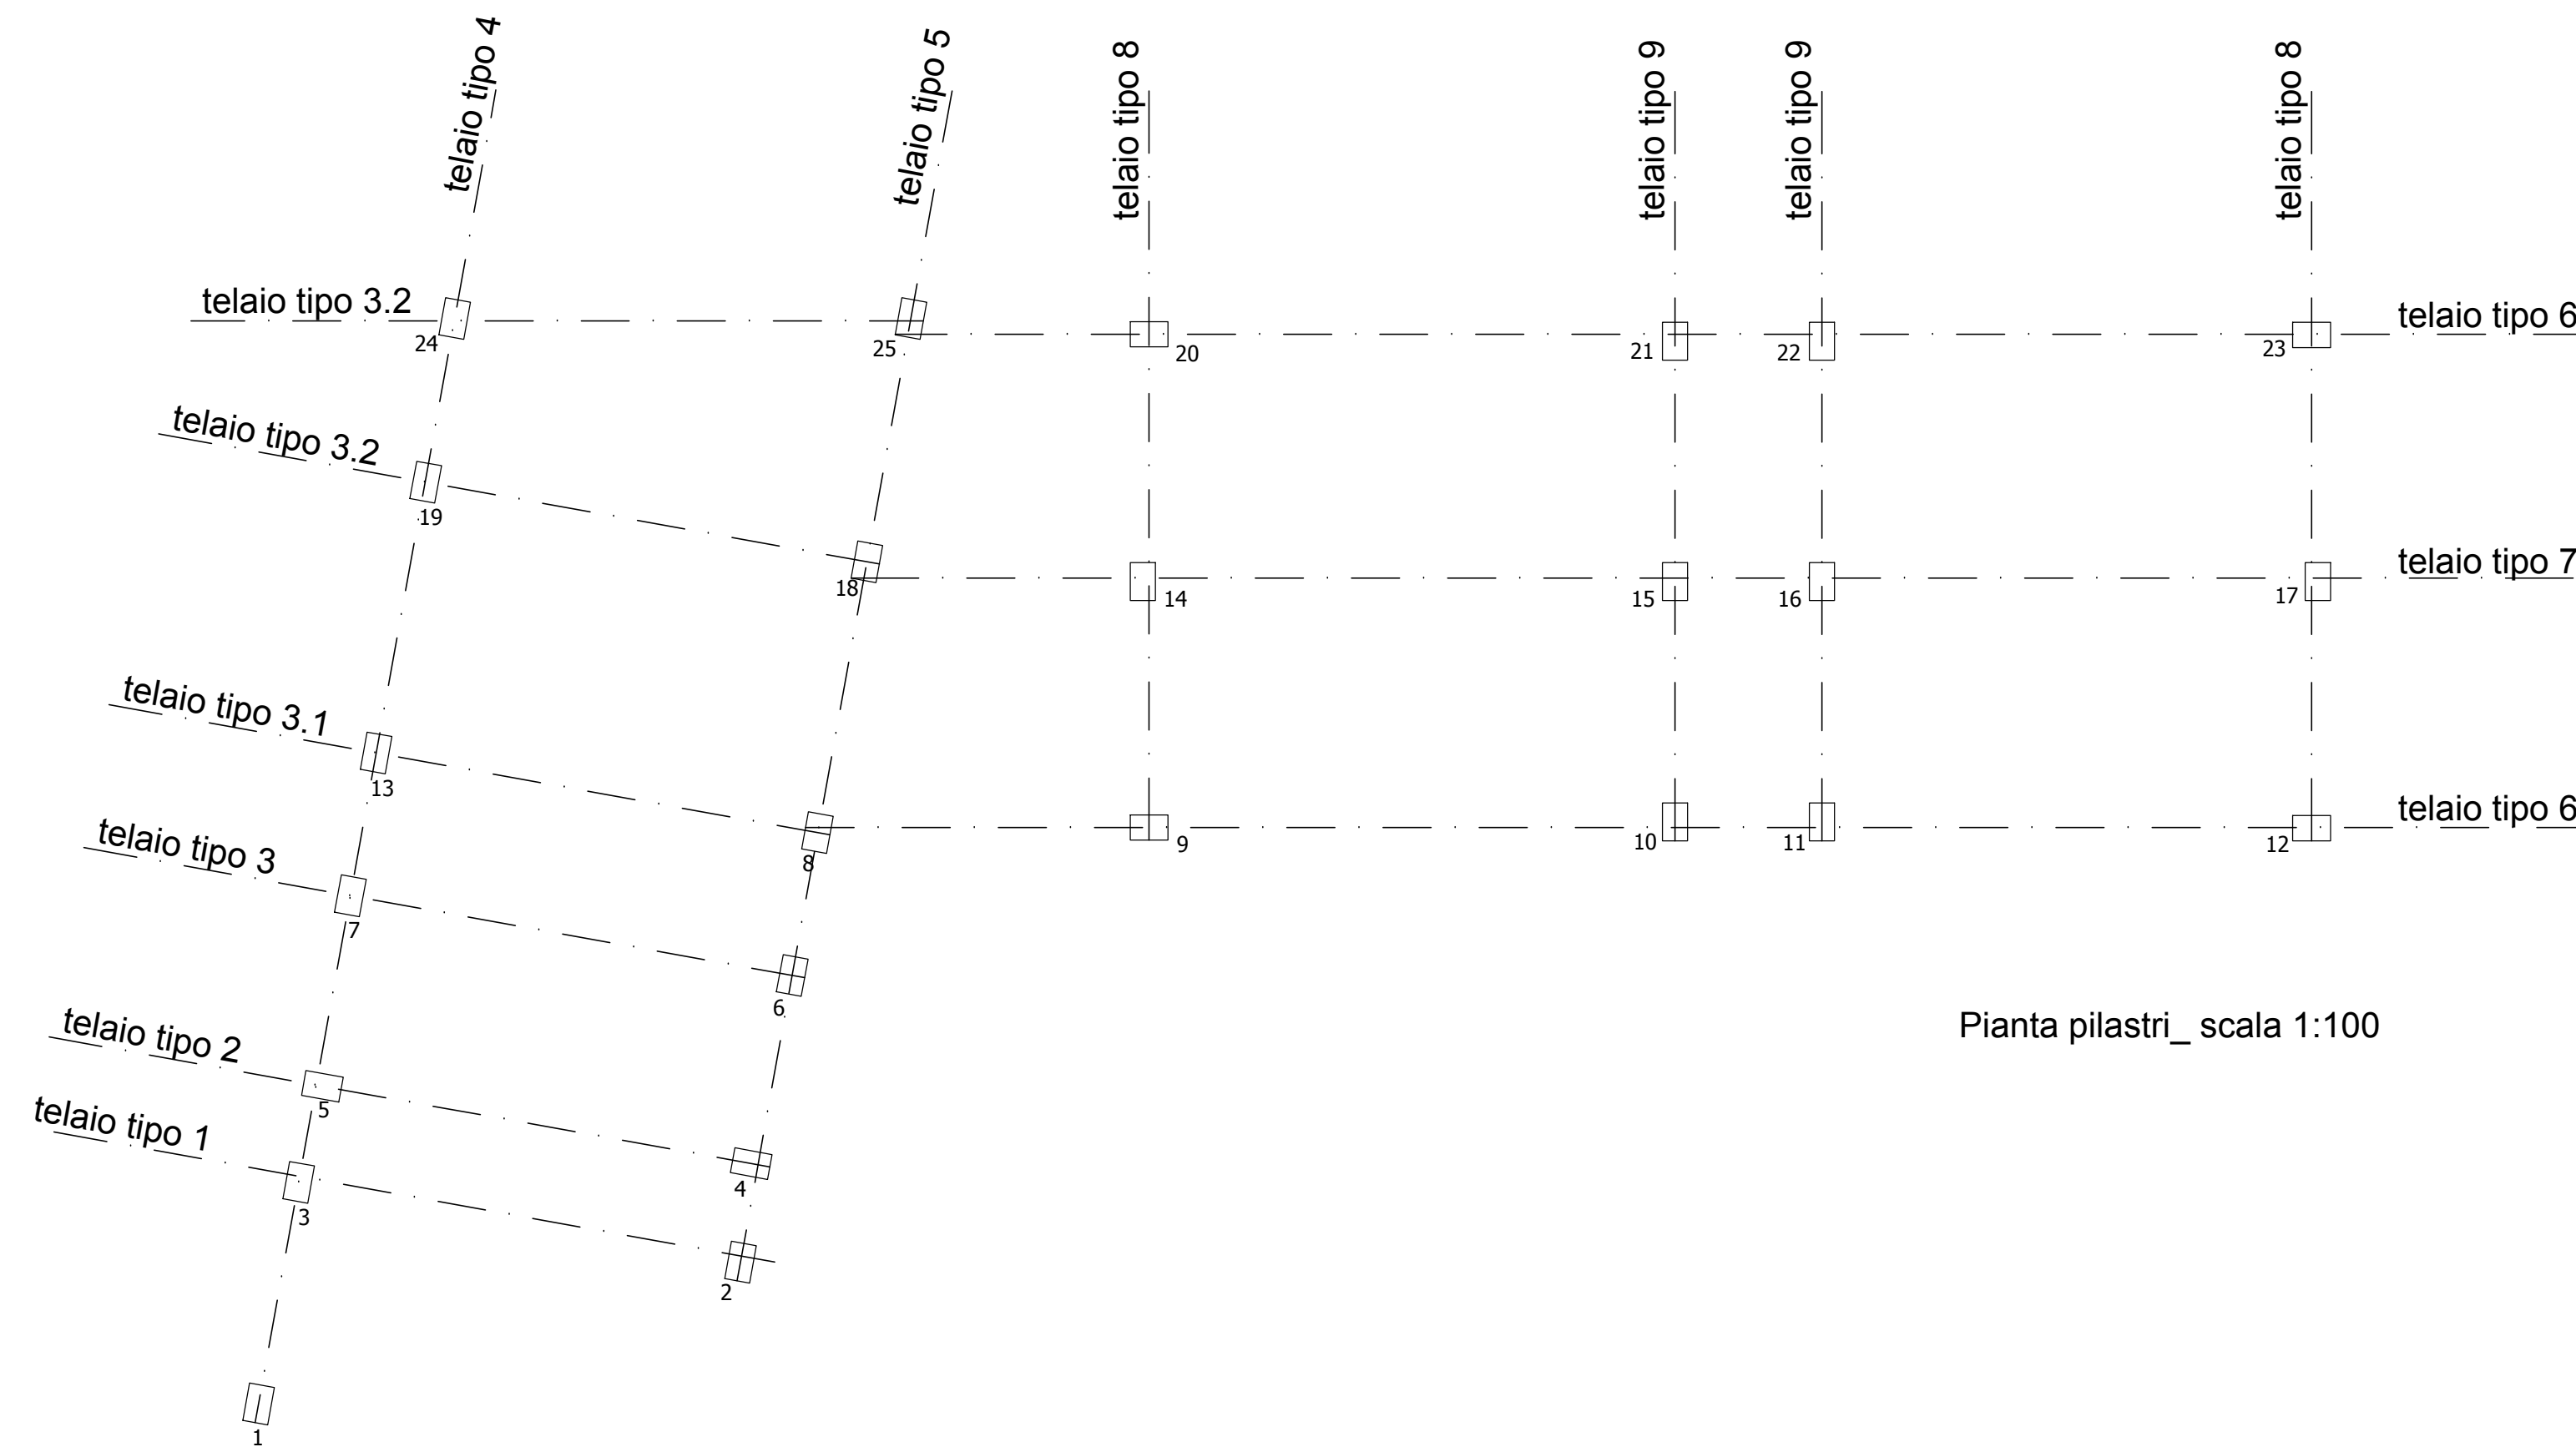 telaio tipo 4
telaio tipo 5
telaio tipo 8
telaio tipo 9
telaio tipo 9
telaio tipo 8
telaio tipo 3.2
24
25
20
21
22
23
telaio tipo 6
telaio tipo 3.2
19
18
14
15
16
17
telaio tipo 7
telaio tipo 3.1
13
8
9
10
11
12
telaio tipo 6
telaio tipo 3
7
6
telaio tipo 2
5
4
telaio tipo 1
3
2
1
Pianta pilastri_ scala 1:100